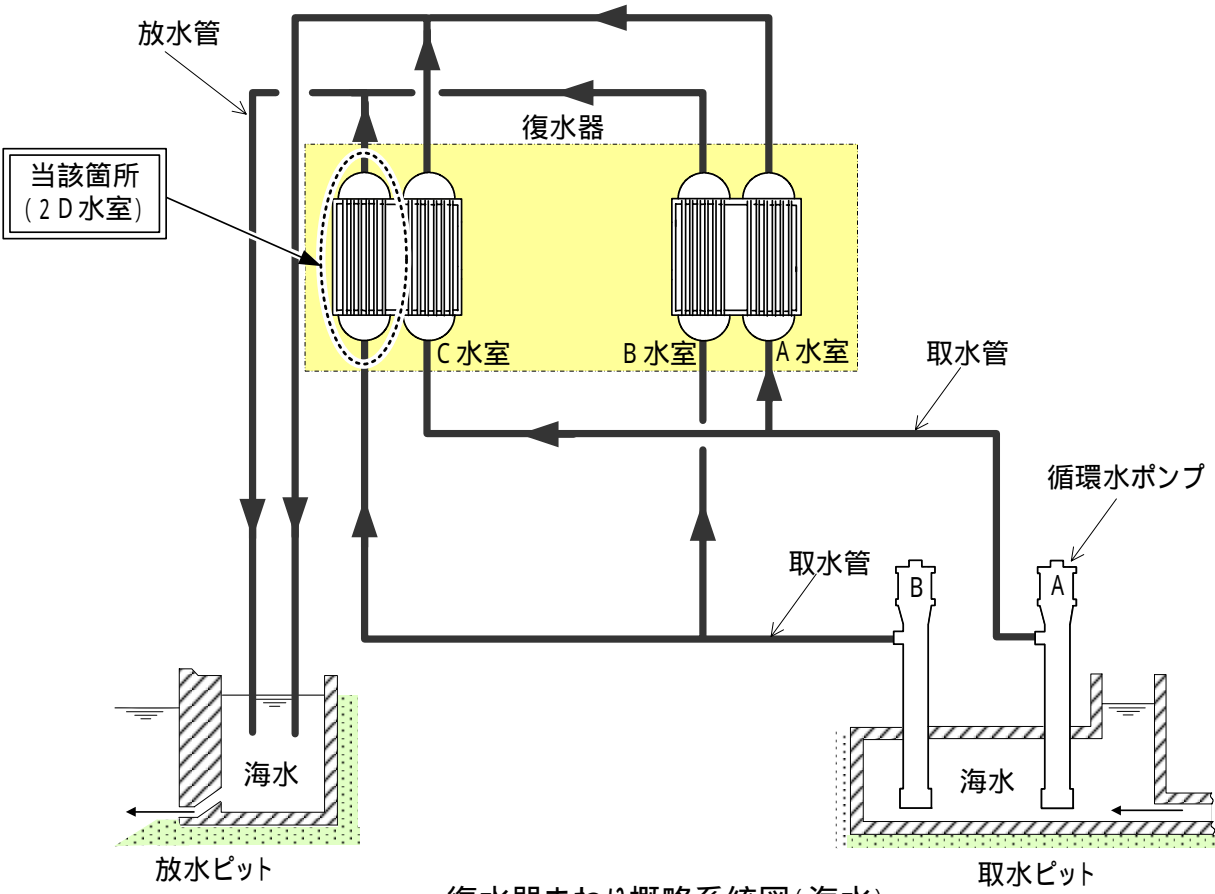 放水管
復水器
当該箇所
(2D水室)
C水室
B水室
A水室
取水管
循環水ポンプ
取水管
B
A
海水
海水
放水ピット
取水ピット